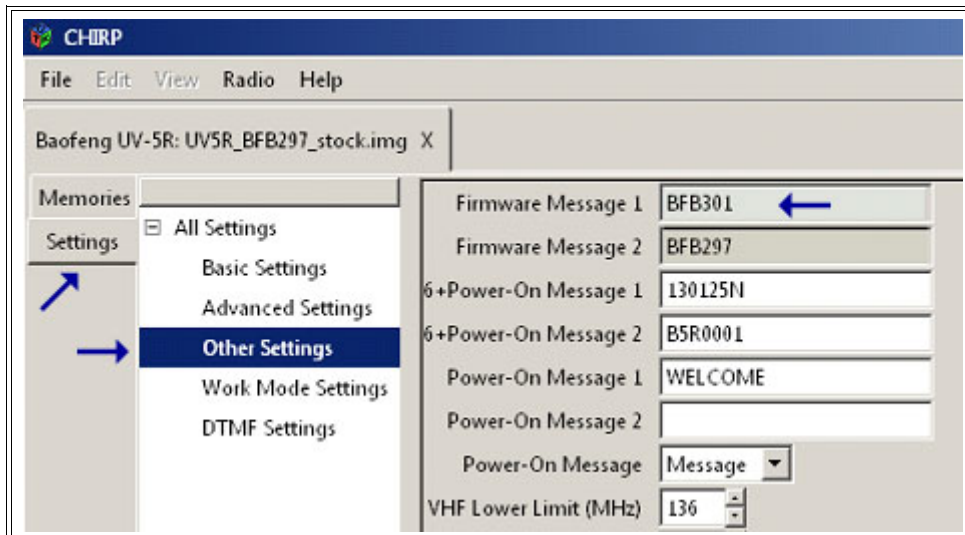 CHIRP
File Edit View Radio Help
Baofeng UV-5R: UV5R_BFB297_stock.img X
Memories
Settings
All Settings
Basic Settings
Advanced Settings
Other Settings
Work Mode Settings
DTMF Settings
Firmware Message 1 BFB301
Firmware Message 2 BFB297
6+Power-On Message 1 130125N
6+Power-On Message 2 B5R0001
Power-On Message 1 WELCOME
Power-On Message 2
Power-On Message Message
VHF Lower Limit (MHz) 136